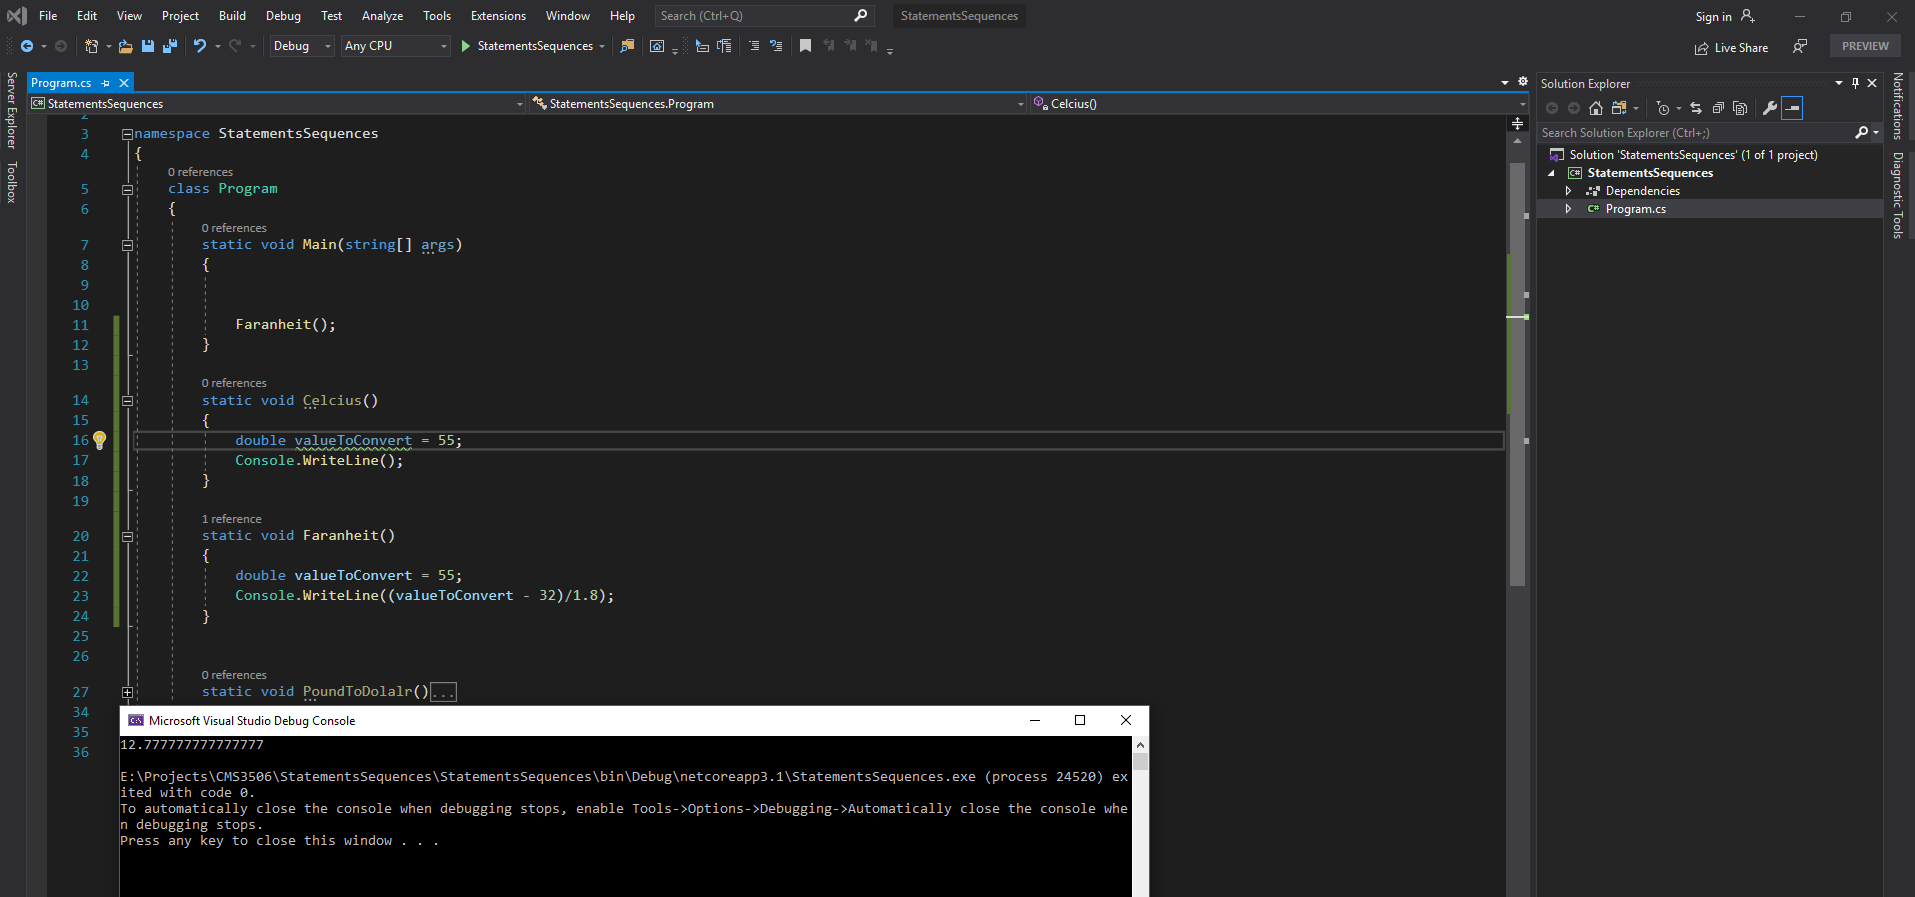 File Edit View Project Build Debug Test Analyze Tools Extensions Window Help Search (Ctrl+Q) StatementsSequences Sign in
Debug Any CPU StatementsSequences Live Share PREVIEW
Server Explorer
Toolbox
Program.cs
C# StatementsSequences StatementsSequences.Program Celcius()
2
3 namespace StatementsSequences
4 {
0 references
5 class Program
6 {
0 references
7 static void Main(string[] args)
8 {
9
10
11 Faranheit();
12 }
13
0 references
14 static void Celcius()
15 {
16 double valueToConvert = 55;
17 Console.WriteLine();
18 }
19
1 reference
20 static void Faranheit()
21 {
22 double valueToConvert = 55;
23 Console.WriteLine((valueToConvert - 32)/1.8);
24 }
25
26
0 references
27 static void PoundToDolalr()...
34
35
36
Microsoft Visual Studio Debug Console
12.777777777777777
E:\Projects\CMS3506\StatementsSequences\StatementsSequences\bin\Debug\netcoreapp3.1\StatementsSequences.exe (process 24520) ex
ited with code 0.
To automatically close the console when debugging stops, enable Tools->Options->Debugging->Automatically close the console whe
n debugging stops.
Press any key to close this window . . .
Solution Explorer
Search Solution Explorer (Ctrl+;)
Solution 'StatementsSequences' (1 of 1 project)
C# StatementsSequences
Dependencies
C# Program.cs
Notifications
Diagnostic Tools